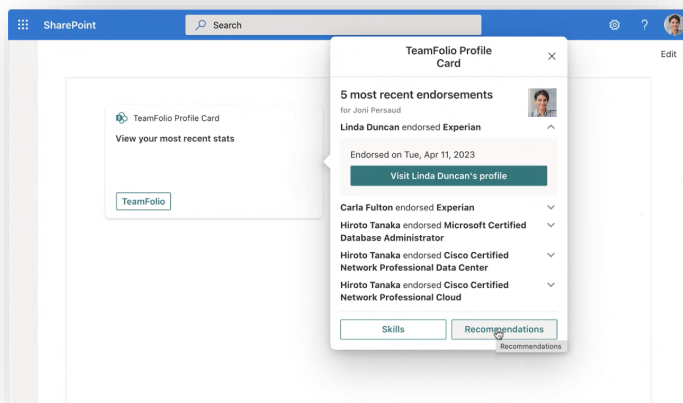 SharePoint
Search
?
Edit
TeamFolio Profile Card
View your most recent stats
TeamFolio
TeamFolio Profile
Card
5 most recent endorsements
for Joni Persaud
Linda Duncan endorsed Experian
Endorsed on Tue, Apr 11, 2023
Visit Linda Duncan's profile
Carla Fulton endorsed Experian
Hiroto Tanaka endorsed Microsoft Certified
Database Administrator
Hiroto Tanaka endorsed Cisco Certified
Network Professional Data Center
Hiroto Tanaka endorsed Cisco Certified
Network Professional Cloud
Skills
Recommendations
Recommendations